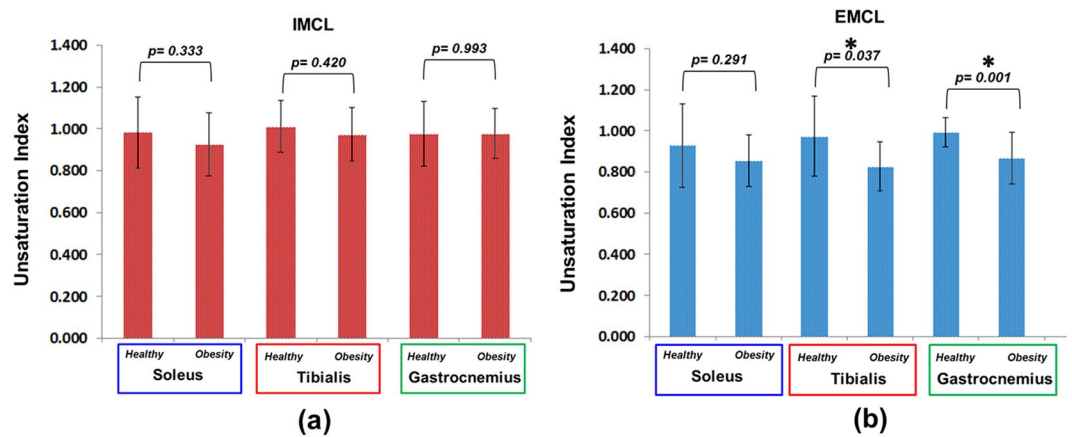 IMCL
1.400
1.200
1.000
0.800
0.600
0.400
0.200
0.000
Unsaturation Index
p= 0.333
p= 0.420
p= 0.993
Healthy Obesity
Soleus
Healthy Obesity
Tibialis
Healthy Obesity
Gastrocnemius
(a)
EMCL
1.400
1.200
1.000
0.800
0.600
0.400
0.200
0.000
Unsaturation Index
p= 0.291
*
p= 0.037
*
p= 0.001
Healthy Obesity
Soleus
Healthy Obesity
Tibialis
Healthy Obesity
Gastrocnemius
(b)